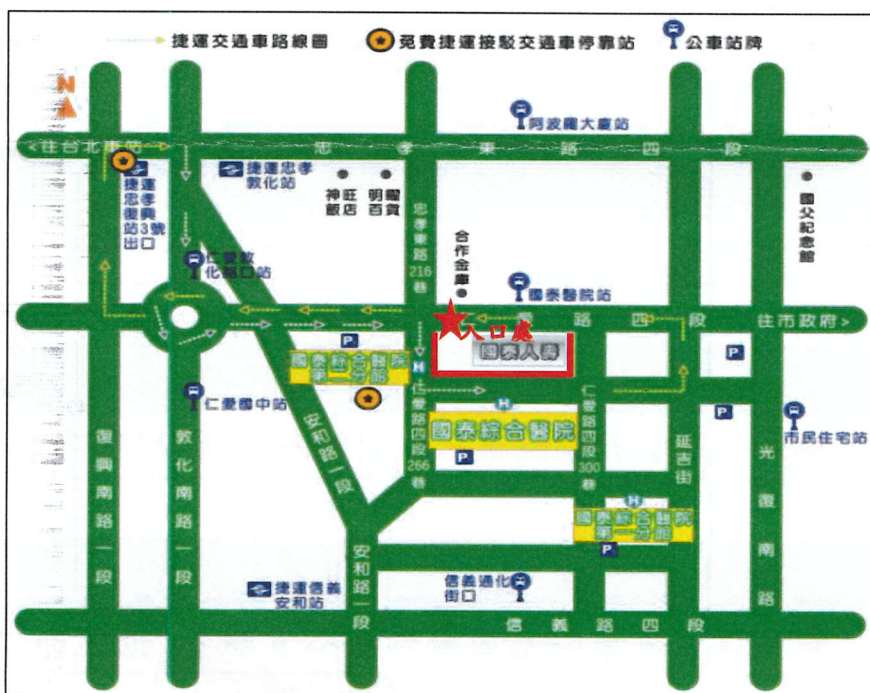 捷運交通車路線圖
免費捷運接駁交通車停靠站
公車站牌
N
阿波羅大廈站
<往台北車站
忠孝東路四段
捷運
忠孝
復興
站3號
出口
捷運忠孝
敦化站
神旺
飯店
明曜
百貨
忠孝東路216巷
合作金庫
國父紀念館
仁愛敦
化路口站
國泰醫院站
愛路四段
往市政府>
入口處
國泰人壽
P
國泰綜合醫院
第二分館
H
P
仁愛國中站
安和路一段
仁愛路四段266巷
H
國泰綜合醫院
P
仁愛路四段300巷
P
延吉街
市民住宅站
復興南路一段
敦化南路一段
光復南路
H
國泰綜合醫院
第一分館
P
安和路一段
捷運信義
安和站
信義通化
街口
信義路四段